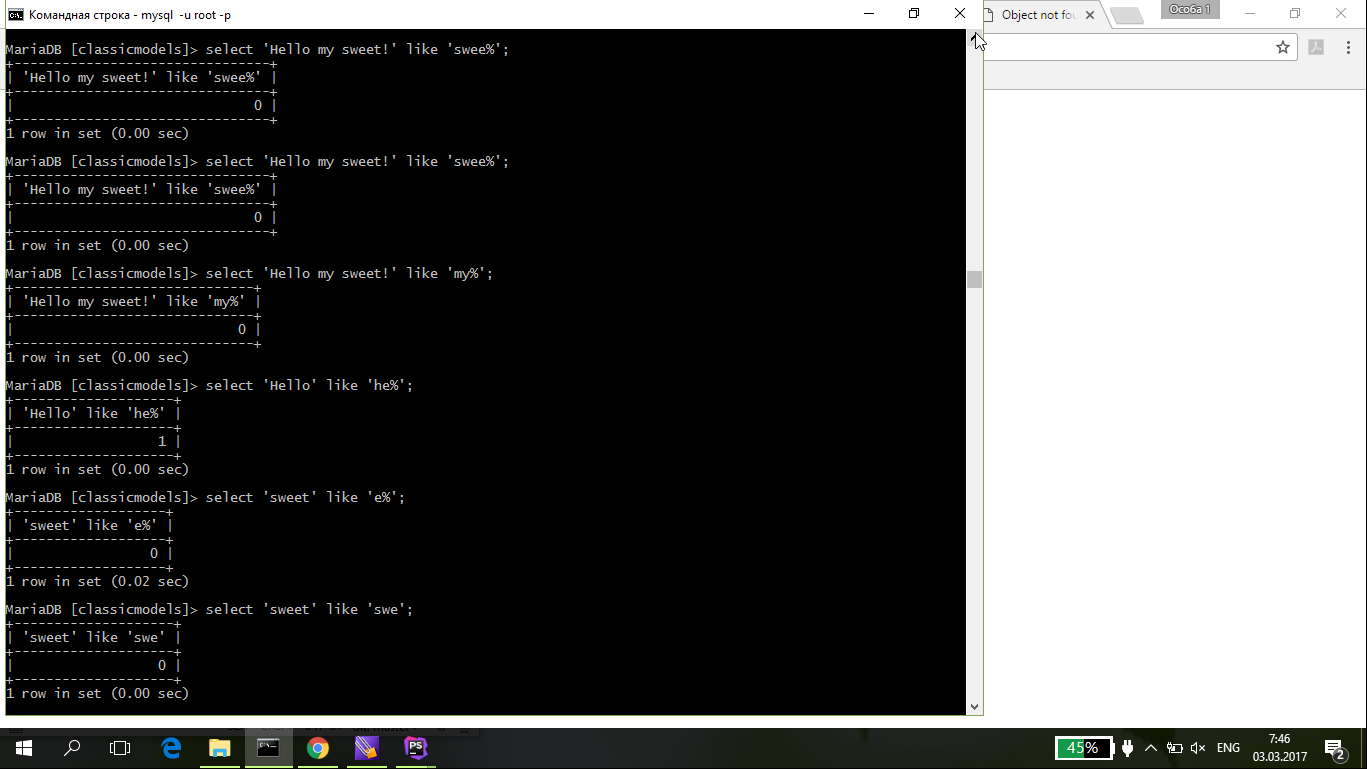 Командная строка - mysql -u root -p
Object not fou
Особа 1
MariaDB [classicmodels]> select 'Hello my sweet!' like 'swee%';
+--------------------------------+
| 'Hello my sweet!' like 'swee%' |
+--------------------------------+
| 0 |
+--------------------------------+
1 row in set (0.00 sec)
MariaDB [classicmodels]> select 'Hello my sweet!' like 'swee%';
+--------------------------------+
| 'Hello my sweet!' like 'swee%' |
+--------------------------------+
| 0 |
+--------------------------------+
1 row in set (0.00 sec)
MariaDB [classicmodels]> select 'Hello my sweet!' like 'my%';
+------------------------------+
| 'Hello my sweet!' like 'my%' |
+------------------------------+
| 0 |
+------------------------------+
1 row in set (0.00 sec)
MariaDB [classicmodels]> select 'Hello' like 'he%';
+--------------------+
| 'Hello' like 'he%' |
+--------------------+
| 1 |
+--------------------+
1 row in set (0.00 sec)
MariaDB [classicmodels]> select 'sweet' like 'e%';
+-------------------+
| 'sweet' like 'e%' |
+-------------------+
| 0 |
+-------------------+
1 row in set (0.02 sec)
MariaDB [classicmodels]> select 'sweet' like 'swe';
+--------------------+
| 'sweet' like 'swe' |
+--------------------+
| 0 |
+--------------------+
1 row in set (0.00 sec)
45%
ENG
7:46
03.03.2017
2
PS